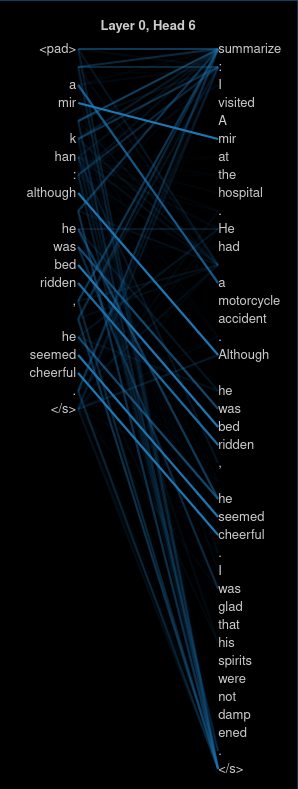 Layer 0, Head 6
<pad>
a
mir
k
han
:
although
he
was
bed
ridden
,
he
seemed
cheerful
.
</s>
summarize
:
I
visited
A
mir
at
the
hospital
.
He
had
a
motorcycle
accident
.
Although
he
was
bed
ridden
,
he
seemed
cheerful
.
I
was
glad
that
his
spirits
were
not
damp
ened
.
</s>